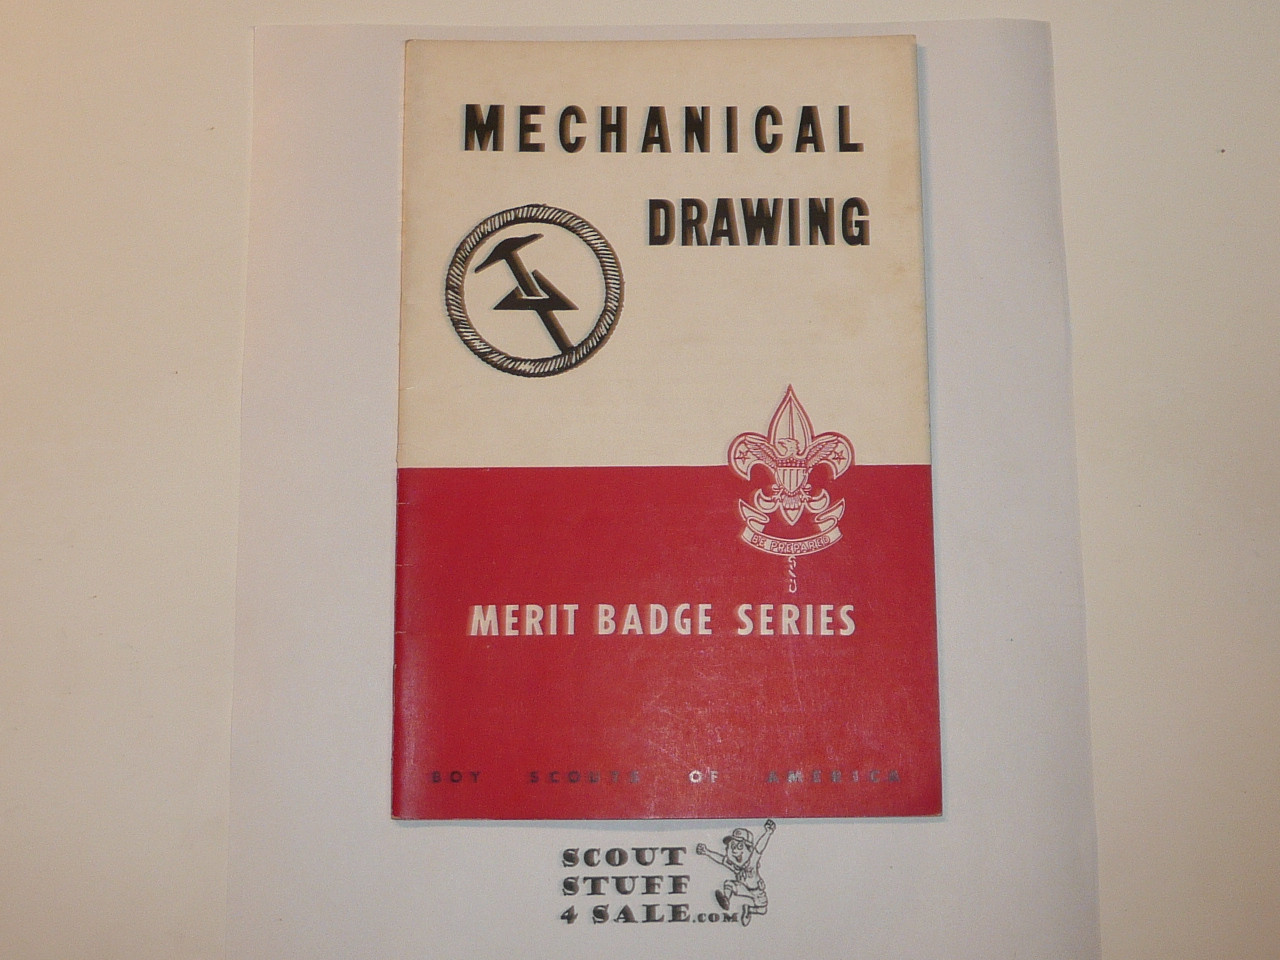 MECHANICAL
DRAWING
BE PREPARED
MERIT BADGE SERIES
BOY SCOUTS OF AMERICA
SCOUT
STUFF
4 SALE.COM